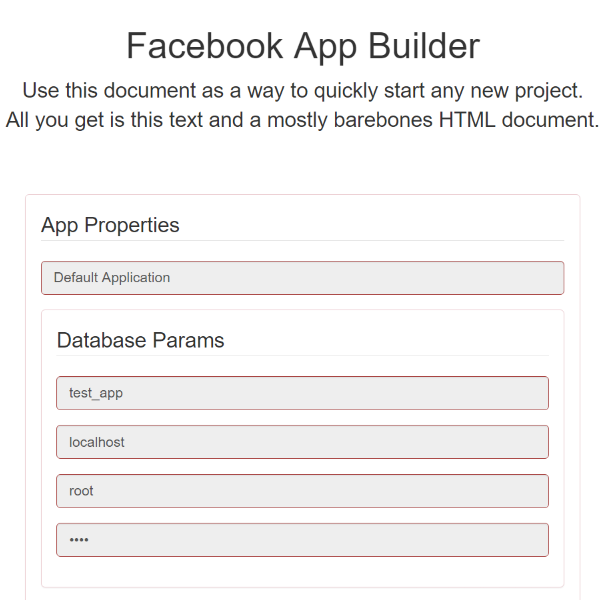 Facebook App Builder
Use this document as a way to quickly start any new project.
All you get is this text and a mostly barebones HTML document.
App Properties
Default Application
Database Params
test_app
localhost
root
••••